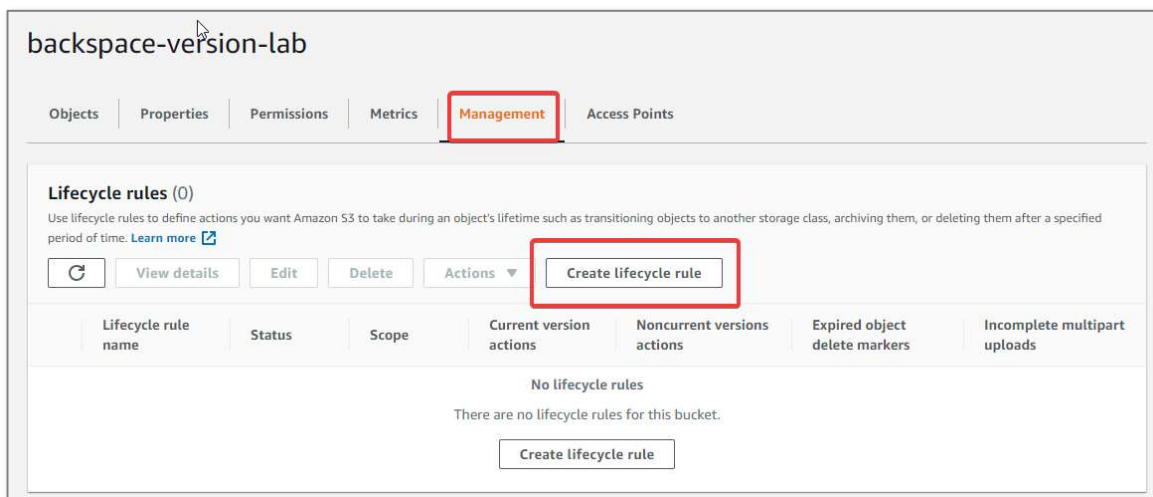 backspace-version-lab
Objects Properties Permissions Metrics Management Access Points
Lifecycle rules (0)
Use lifecycle rules to define actions you want Amazon S3 to take during an object's lifetime such as transitioning objects to another storage class, archiving them, or deleting them after a specified
period of time. Learn more
View details Edit Delete Actions Create lifecycle rule
Lifecycle rule name Status Scope Current version actions Noncurrent versions actions Expired object delete markers Incomplete multipart uploads
No lifecycle rules
There are no lifecycle rules for this bucket.
Create lifecycle rule